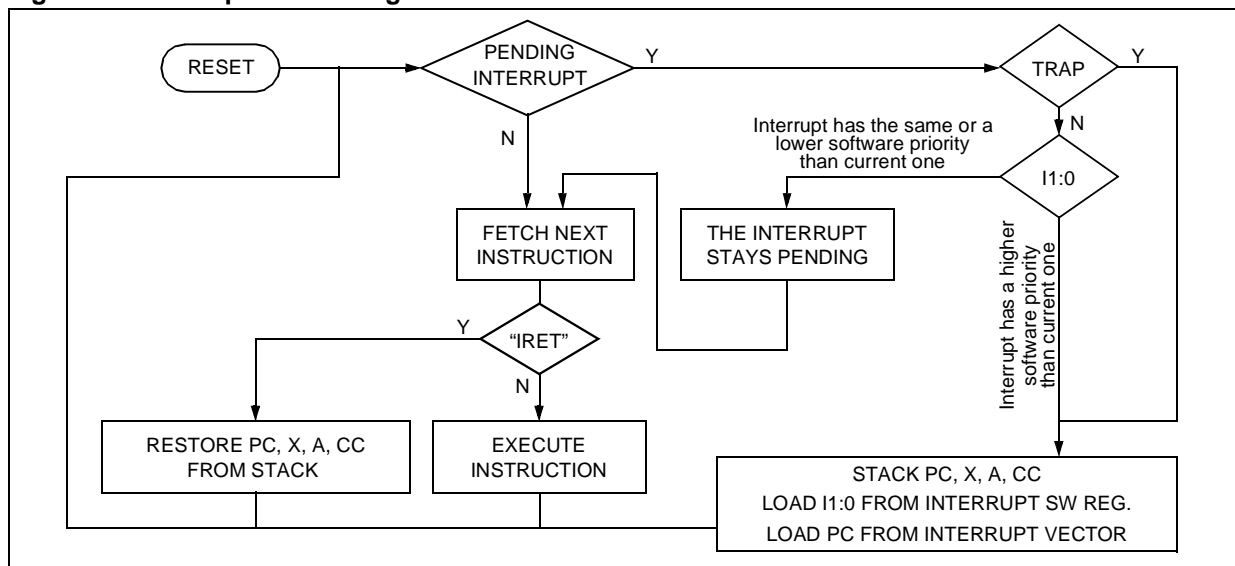 RESET
PENDING
INTERRUPT
Y
TRAP
Y
N
N
Interrupt has the same or a
lower software priority
than current one
I1:0
FETCH NEXT
INSTRUCTION
THE INTERRUPT
STAYS PENDING
Interrupt has a higher
software priority
than current one
Y
“IRET”
N
RESTORE PC, X, A, CC
FROM STACK
EXECUTE
INSTRUCTION
STACK PC, X, A, CC
LOAD I1:0 FROM INTERRUPT SW REG.
LOAD PC FROM INTERRUPT VECTOR